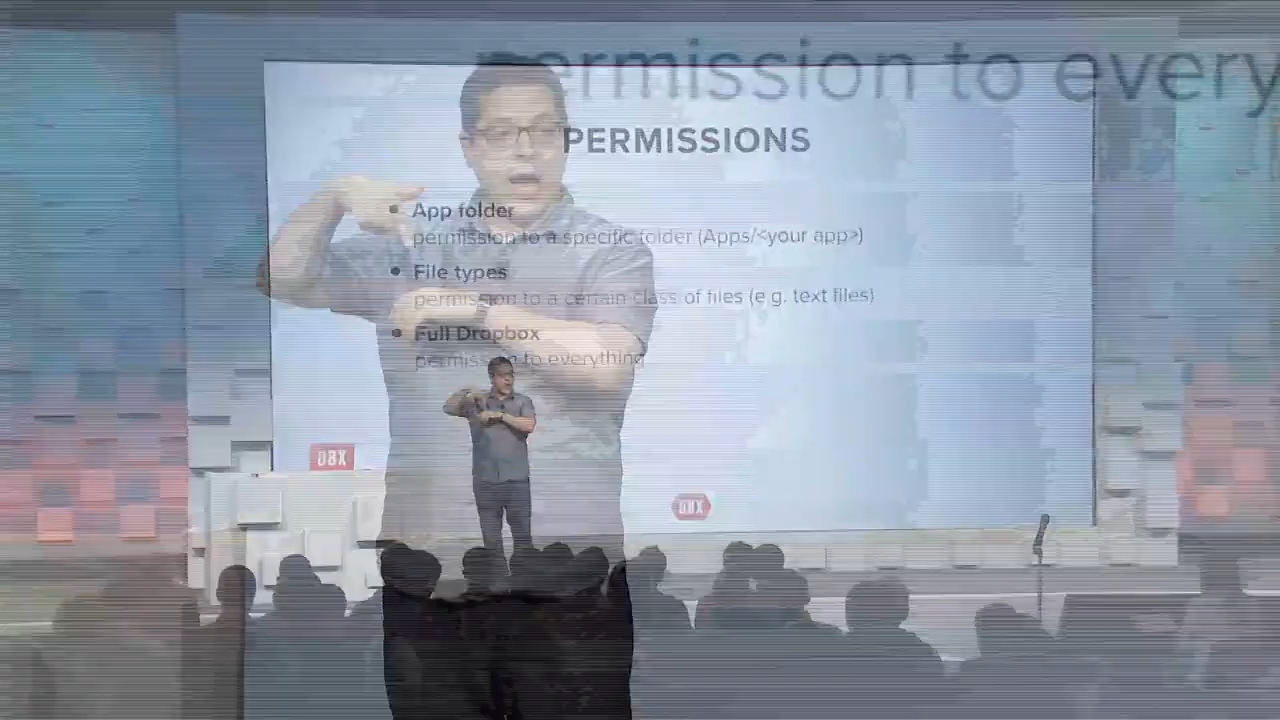 permission to every
PERMISSIONS
App folder
permission to a specific folder (Apps/<your app>)
File types
permission to a certain class of files (e.g. text files)
Full Dropbox
permission to everything
DBX
DBX